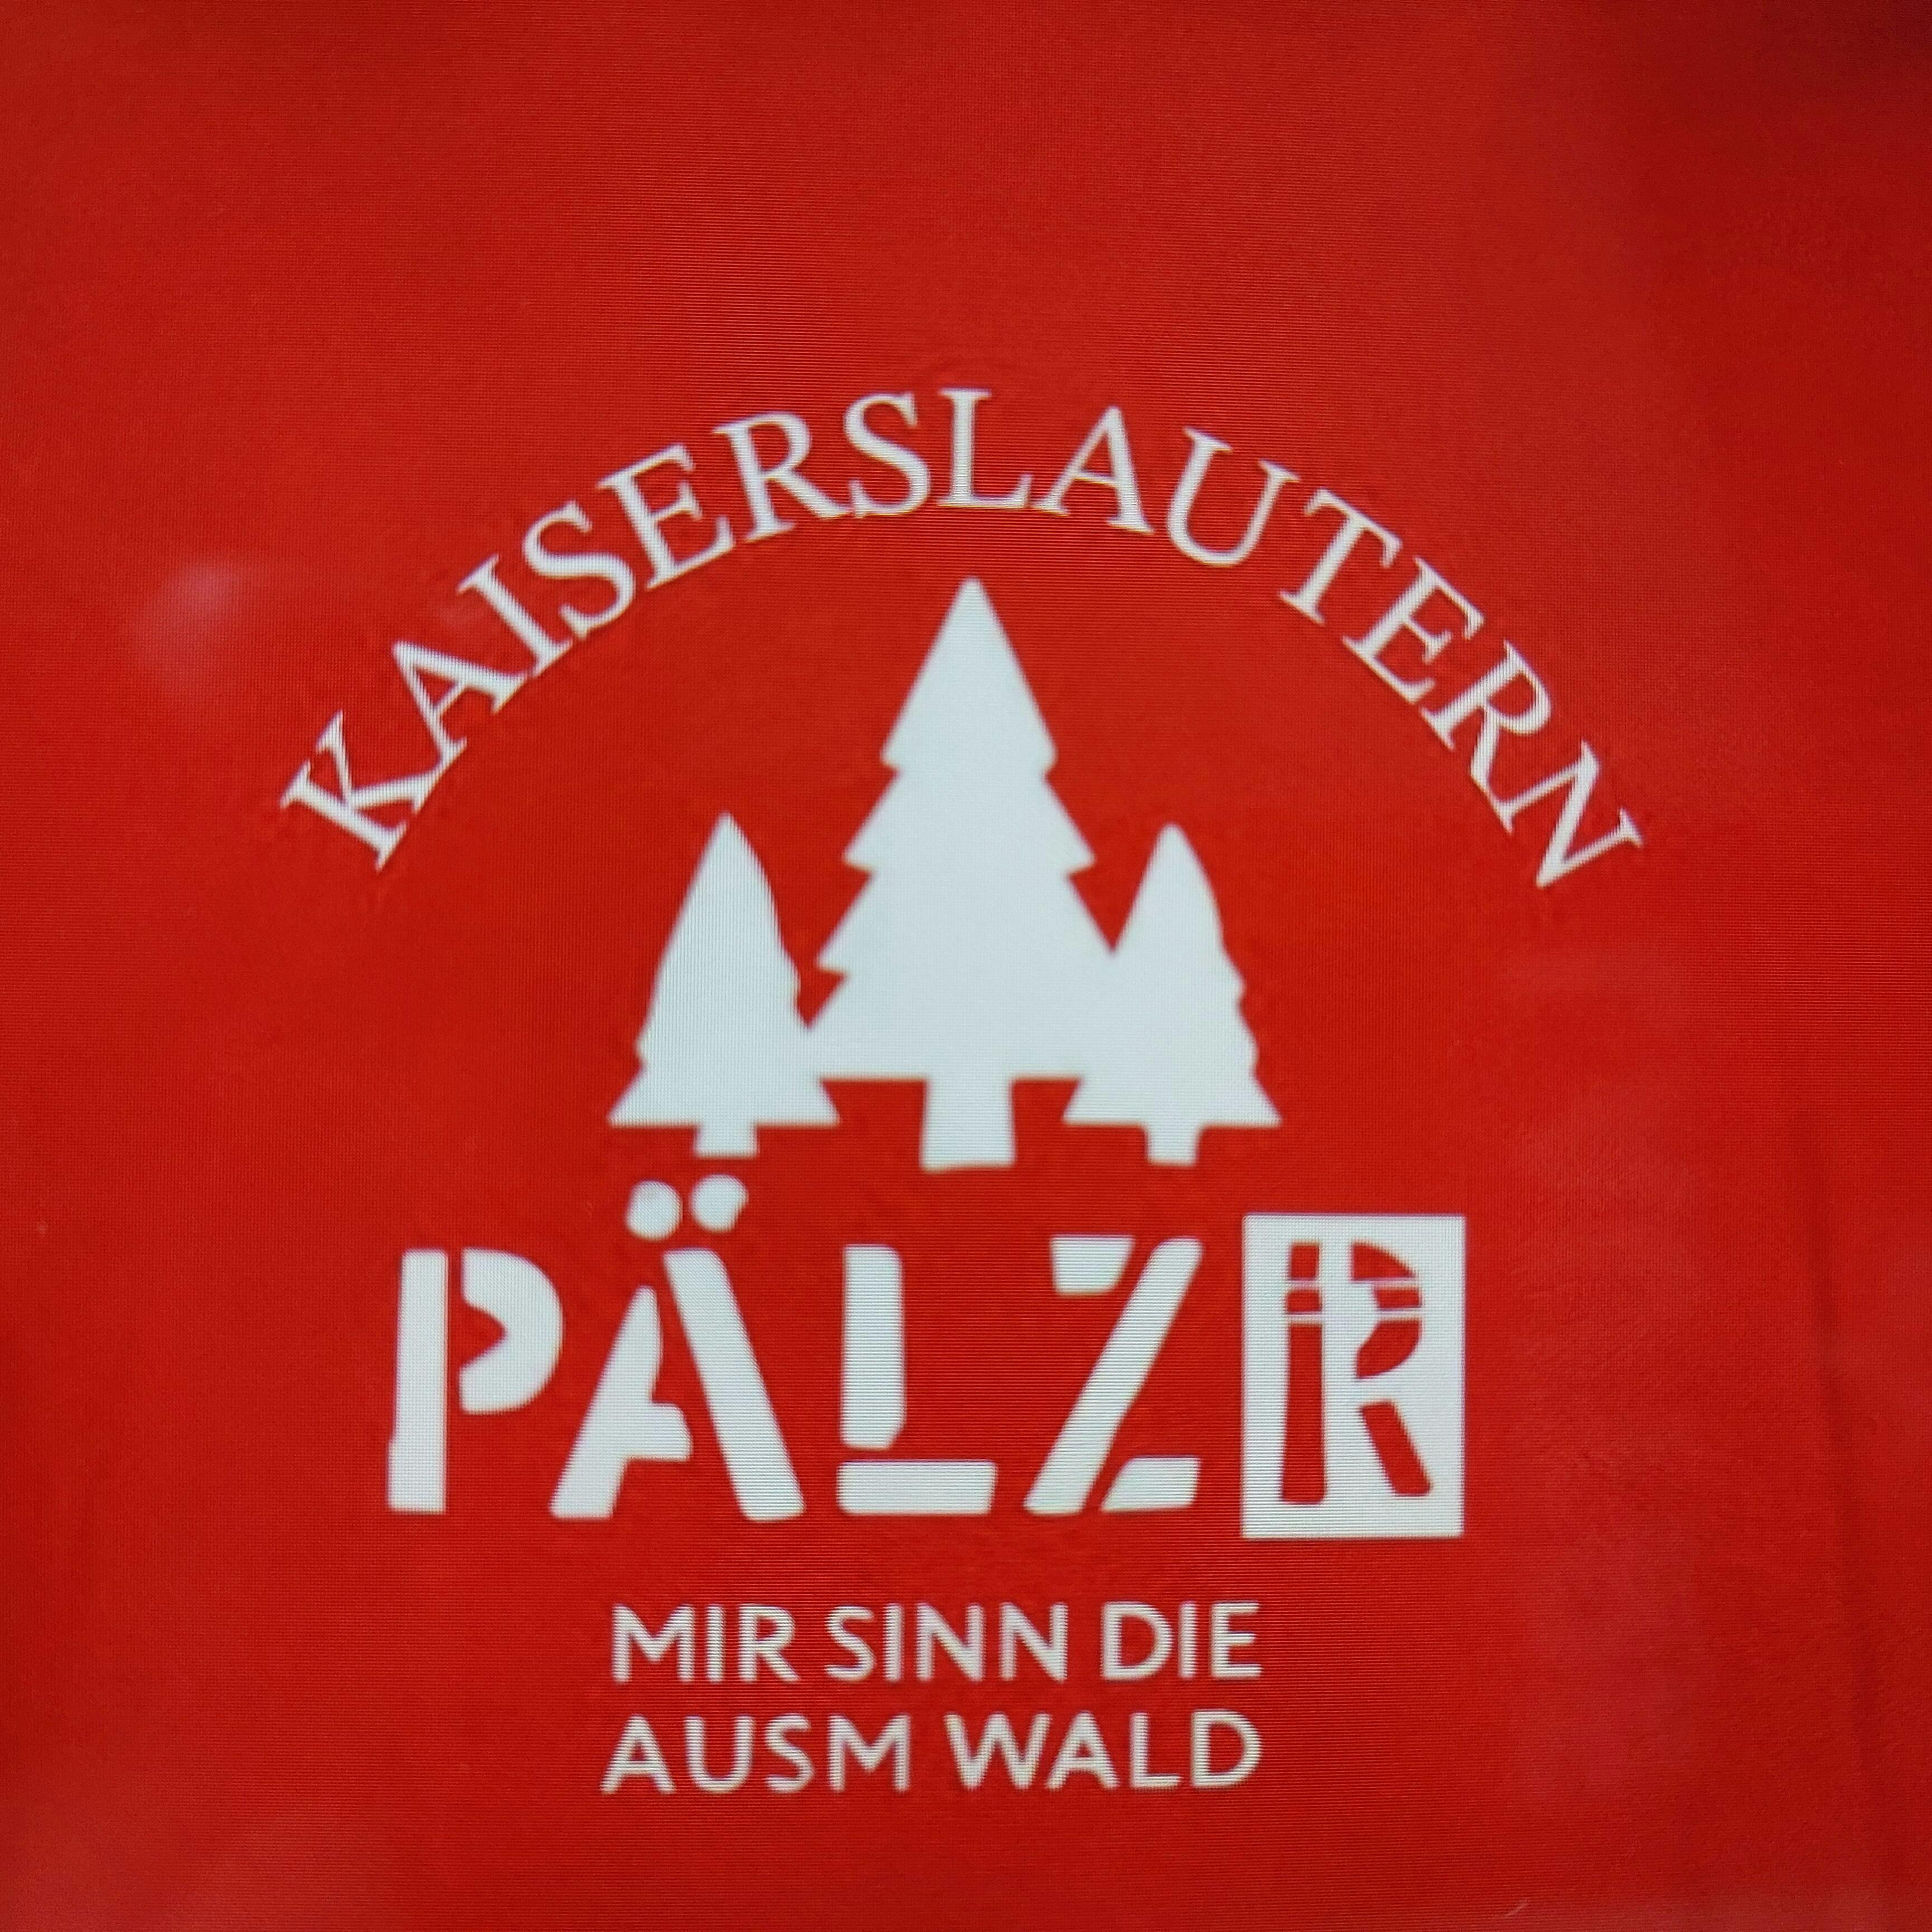 KAISERSLAUTERN
PÄLZR
MIR SINN DIE
AUSM WALD